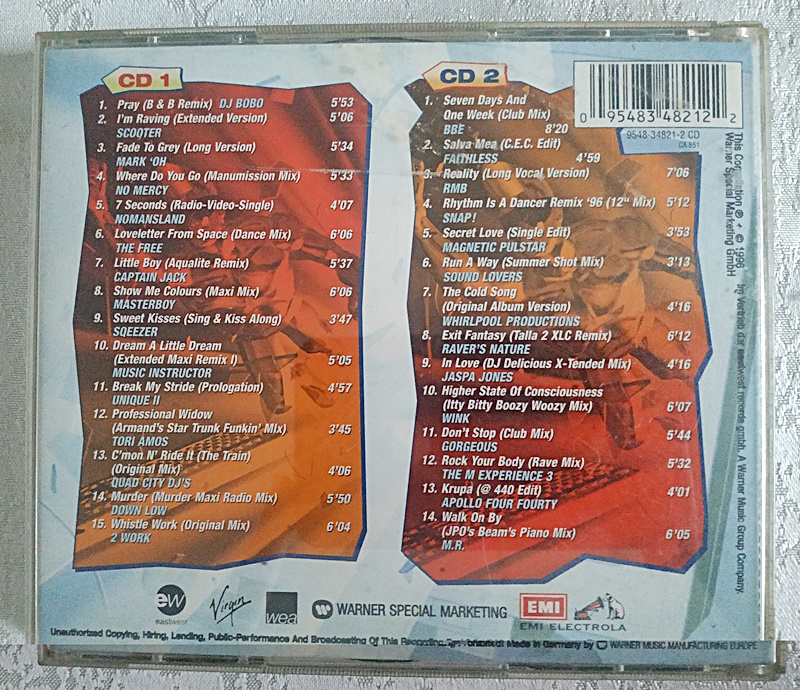 CD 1
1. Pray (B & B Remix) DJ BOBO 5'53
2. I'm Raving (Extended Version) 5'06
SCOOTER
3. Fade To Grey (Long Version) 5'34
MARK 'OH
4. Where Do You Go (Manumission Mix) 5'33
NO MERCY
5. 7 Seconds (Radio-Video-Single) 4'07
NOMANSLAND
6. Loveletter From Space (Dance Mix) 6'06
THE FREE
7. Little Boy (Aqualite Remix) 5'37
CAPTAIN JACK
8. Show Me Colours (Maxi Mix) 6'06
MASTERBOY
9. Sweet Kisses (Sing & Kiss Along) 3'47
SQEEZER
10. Dream A Little Dream
(Extended Maxi Remix I) 5'05
MUSIC INSTRUCTOR
11. Break My Stride (Prologation) 4'57
UNIQUE II
12. Professional Widow
(Armand's Star Trunk Funkin' Mix) 3'45
TORI AMOS
13. C'mon N' Ride It (The Train)
(Original Mix) 4'06
QUAD CITY DJ'S
14. Murder (Murder Maxi Radio Mix) 5'50
DOWN LOW
15. Whistle Work (Original Mix) 6'04
2 WORK
CD 2
1. Seven Days And
One Week (Club Mix)
BBE 8'20
2. Salva Mea (C.E.C. Edit)
FAITHLESS 4'59
3. Reality (Long Vocal Version) 7'06
RMB
4. Rhythm Is A Dancer Remix '96 (12" Mix) 5'12
SNAP!
5. Secret Love (Single Edit) 3'53
MAGNETIC PULSTAR
6. Run A Way (Summer Shot Mix) 3'13
SOUND LOVERS
7. The Cold Song
(Original Album Version) 4'16
WHIRLPOOL PRODUCTIONS
8. Exit Fantasy (Talla 2 XLC Remix) 6'12
RAVER'S NATURE
9. In Love (DJ Delicious X-Tended Mix) 4'16
JASPA JONES
10. Higher State Of Consciousness
(Itty Bitty Boozy Woozy Mix) 6'07
WINK
11. Don't Stop (Club Mix) 5'44
GORGEOUS
12. Rock Your Body (Rave Mix) 5'32
THE M EXPERIENCE 3
13. Krupa (@ 440 Edit) 4'01
APOLLO FOUR FOURTY
14. Walk On By
(JPO's Beam's Piano Mix) 6'05
M.R.
0 95483 48212 2
9548-34821-2 CD
CA 851
This ℗ + © 1996 Im Vertrieb der eastwest records gmbh. A Warner Music Group Company.
Warner Special Marketing GmbH
ew
eastwest
Virgin
wea
WARNER SPECIAL MARKETING
EMI
EMI ELECTROLA
Unauthorized Copying, Hiring, Lending, Public-Performance And Broadcasting Of This Recording Made in Germany by WARNER MUSIC MANUFACTURING EUROPE